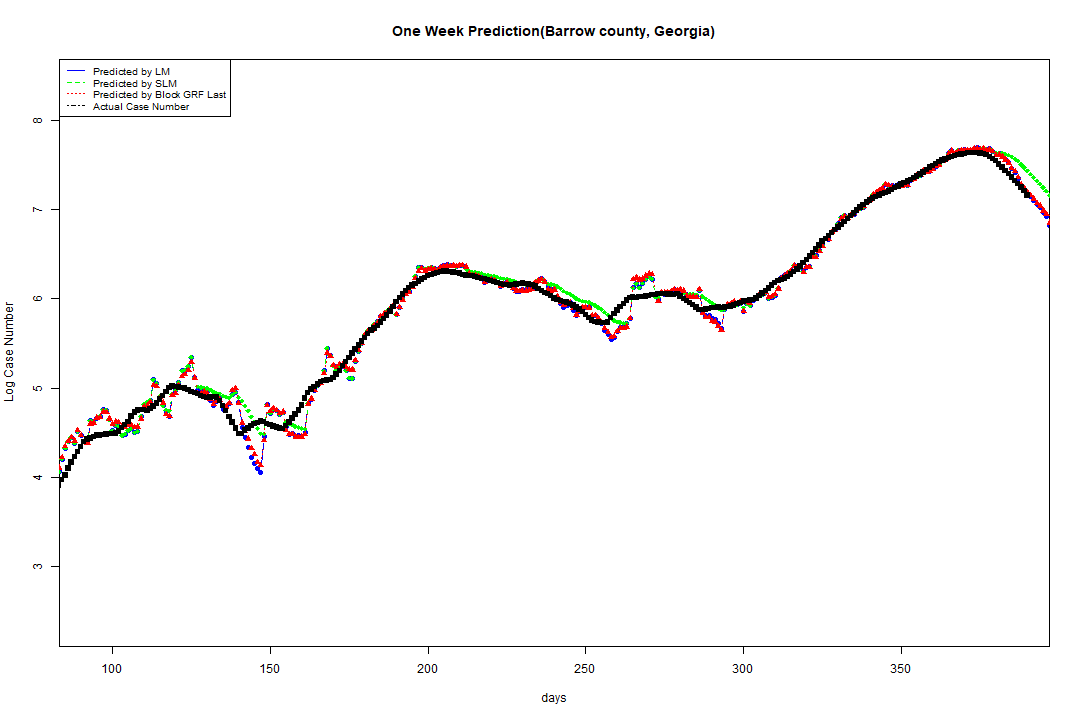 One Week Prediction(Barrow county, Georgia)
Predicted by LM
Predicted by SLM
Predicted by Block GRF Last
Actual Case Number
8
7
6
5
4
3
Log Case Number
100 150 200 250 300 350
days